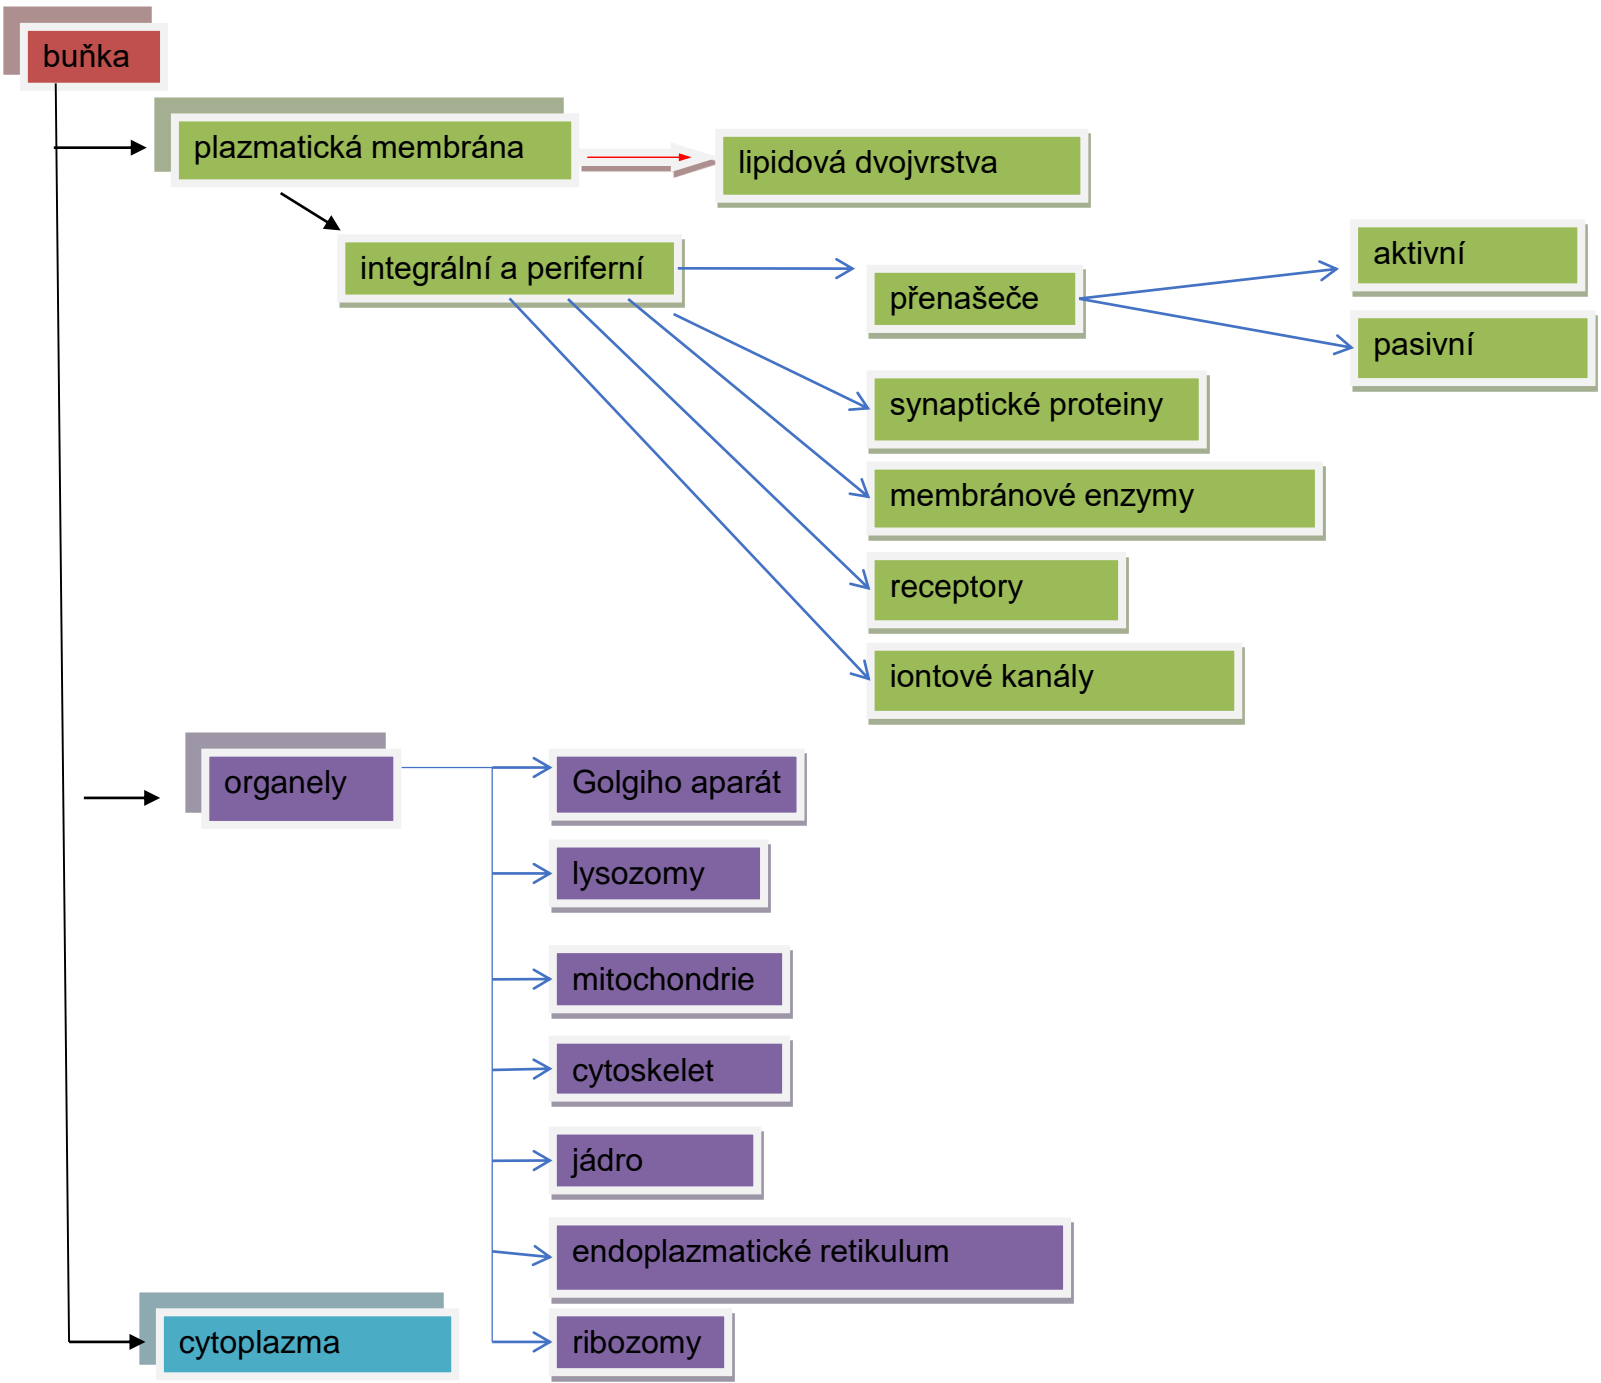 buňka
plazmatická membrána
lipidová dvojvrstva
integrální a periferní
přenašeče
aktivní
pasivní
synaptické proteiny
membránové enzymy
receptory
iontové kanály
organely
Golgiho aparát
lysozomy
mitochondrie
cytoskelet
jádro
endoplazmatické retikulum
ribozomy
cytoplazma